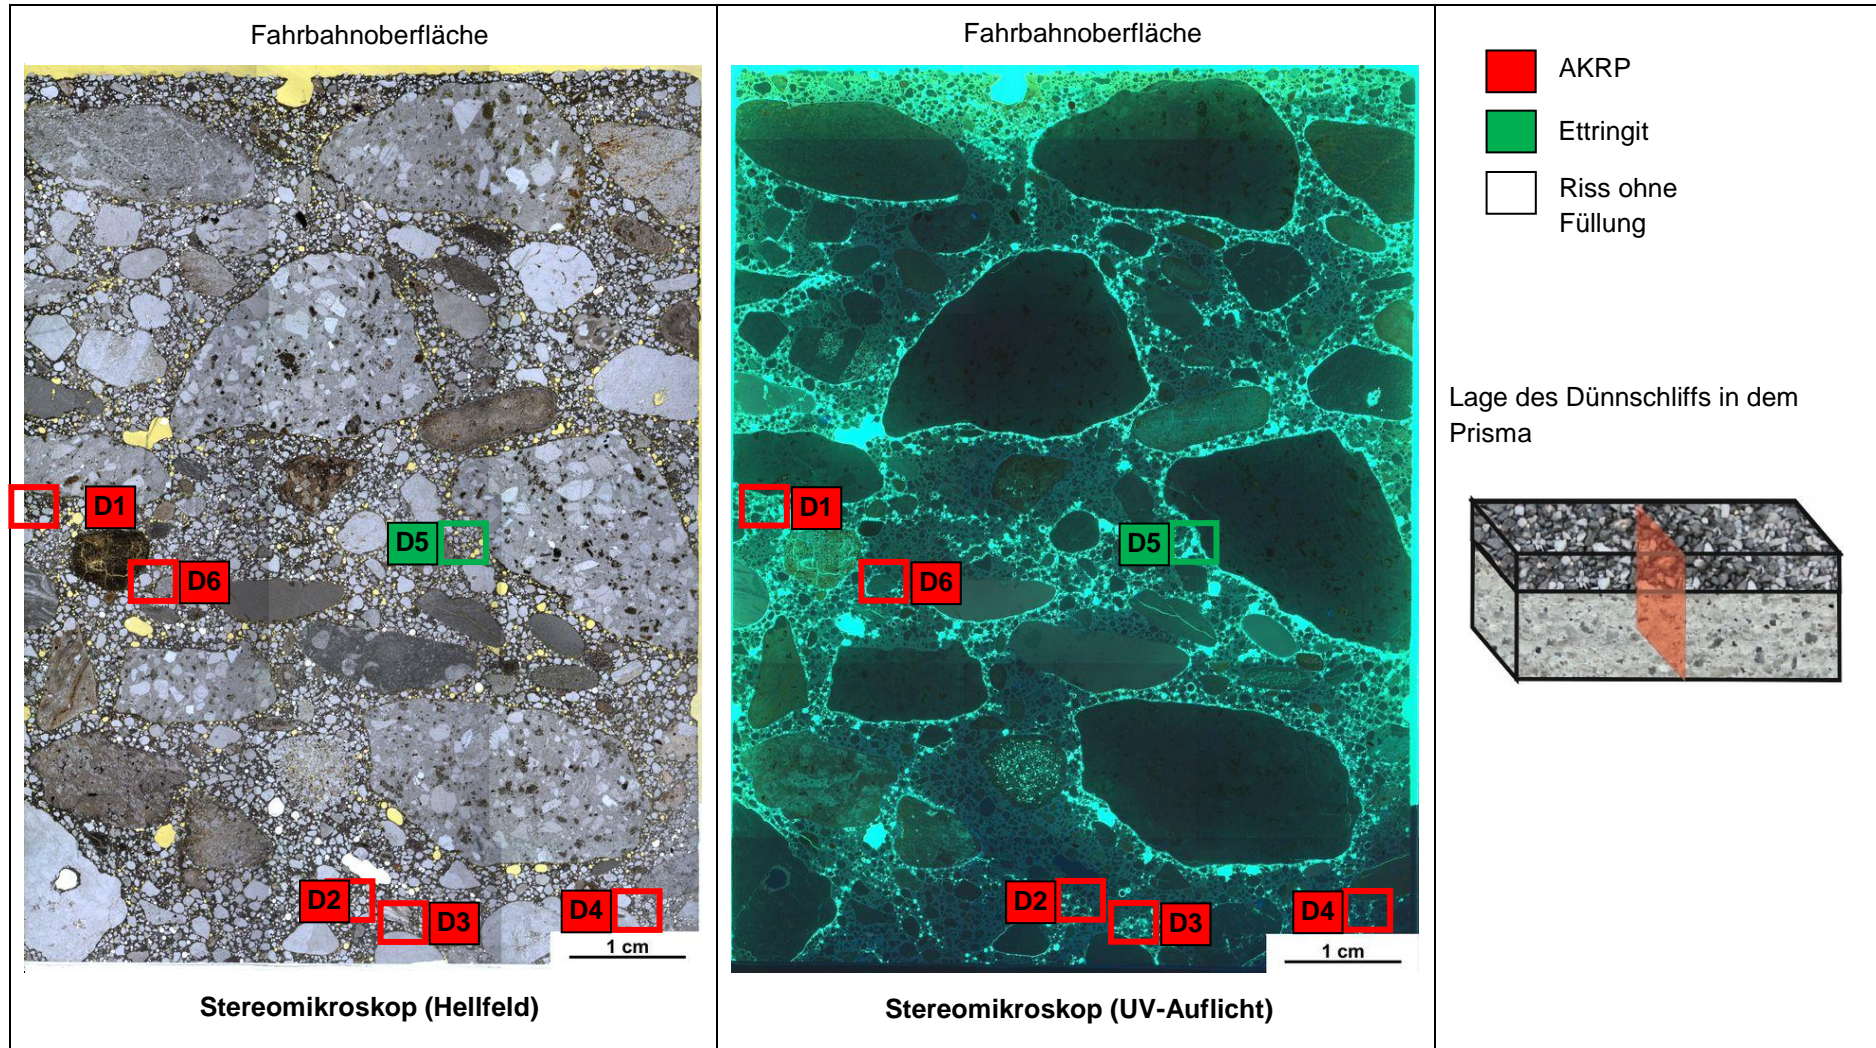 Fahrbahnoberfläche
D1
D5
D6
D2
D3
D4
1 cm
Stereomikroskop (Hellfeld)
Fahrbahnoberfläche
D1
D5
D6
D2
D3
D4
1 cm
Stereomikroskop (UV-Auflicht)
AKRP
Ettringit
Riss ohne
Füllung
Lage des Dünnschliffs in dem
Prisma